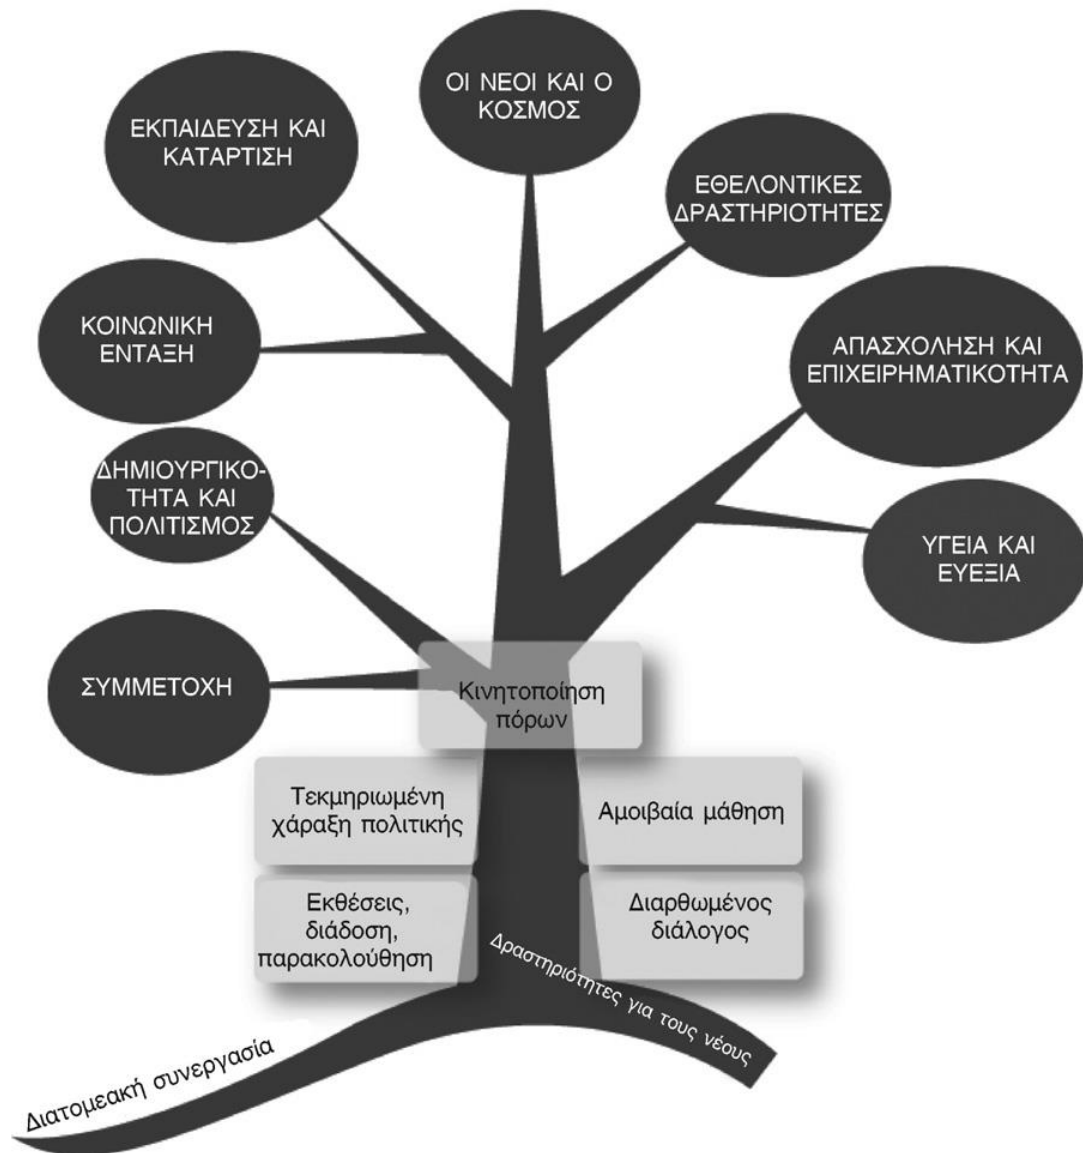 ΟΙ ΝΕΟΙ ΚΑΙ Ο
ΚΟΣΜΟΣ
ΕΚΠΑΙΔΕΥΣΗ ΚΑΙ
ΚΑΤΑΡΤΙΣΗ
ΕΘΕΛΟΝΤΙΚΕΣ
ΔΡΑΣΤΗΡΙΟΤΗΤΕΣ
ΚΟΙΝΩΝΙΚΗ
ΕΝΤΑΞΗ
ΑΠΑΣΧΟΛΗΣΗ ΚΑΙ
ΕΠΙΧΕΙΡΗΜΑΤΙΚΟΤΗΤΑ
ΔΗΜΙΟΥΡΓΙΚΟ-
ΤΗΤΑ ΚΑΙ
ΠΟΛΙΤΙΣΜΟΣ
ΥΓΕΙΑ ΚΑΙ
ΕΥΕΞΙΑ
ΣΥΜΜΕΤΟΧΗ
Κινητοποίηση
πόρων
Τεκμηριωμένη
χάραξη πολιτικής
Αμοιβαία μάθηση
Εκθέσεις,
διάδοση,
παρακολούθηση
Διαρθωμένος
διάλογος
Διατομεακή συνεργασία
Δραστηριότητες για τους νέους